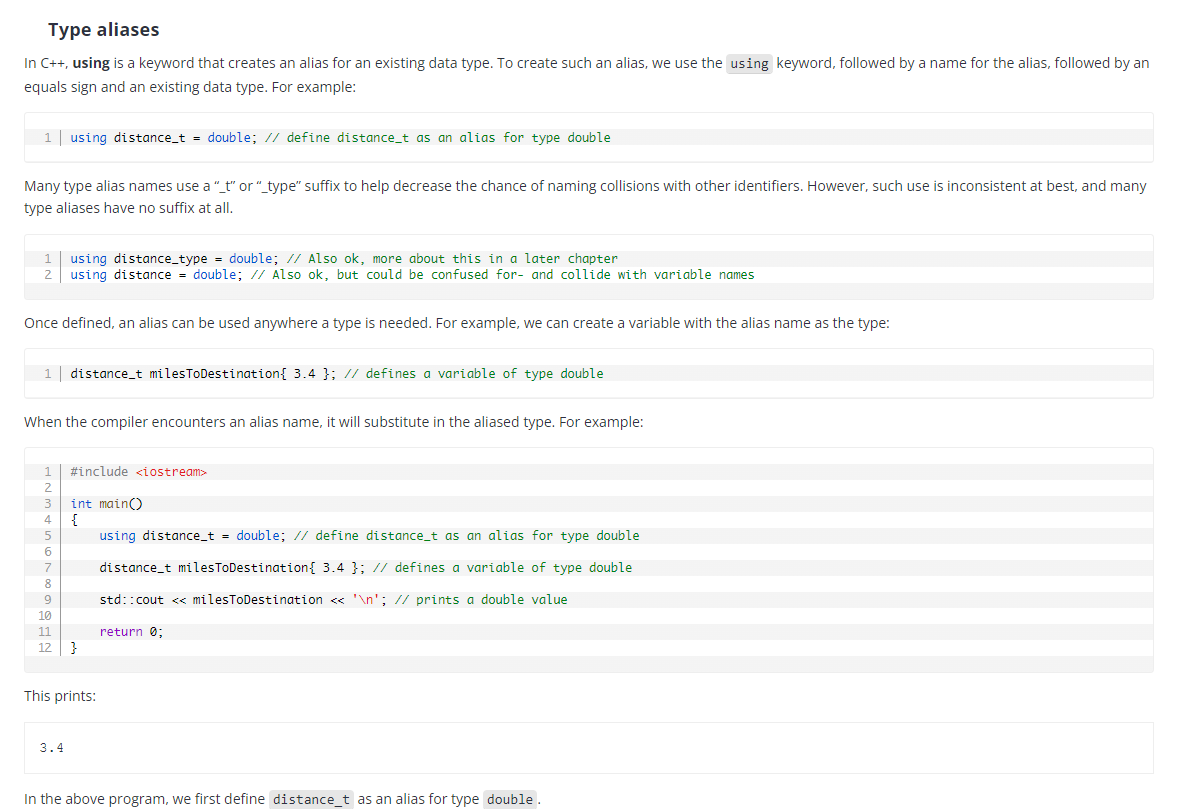 Type aliases
In C++, using is a keyword that creates an alias for an existing data type. To create such an alias, we use the using keyword, followed by a name for the alias, followed by an
equals sign and an existing data type. For example:
1 using distance_t = double; // define distance_t as an alias for type double
Many type alias names use a “_t” or “_type” suffix to help decrease the chance of naming collisions with other identifiers. However, such use is inconsistent at best, and many
type aliases have no suffix at all.
1 using distance_type = double; // Also ok, more about this in a later chapter
2 using distance = double; // Also ok, but could be confused for- and collide with variable names
Once defined, an alias can be used anywhere a type is needed. For example, we can create a variable with the alias name as the type:
1 distance_t milesToDestination{ 3.4 }; // defines a variable of type double
When the compiler encounters an alias name, it will substitute in the aliased type. For example:
1 #include <iostream>
2
3 int main()
4 {
5     using distance_t = double; // define distance_t as an alias for type double
6
7     distance_t milesToDestination{ 3.4 }; // defines a variable of type double
8
9     std::cout << milesToDestination << '\n'; // prints a double value
10
11     return 0;
12 }
This prints:
3.4
In the above program, we first define distance_t as an alias for type double.